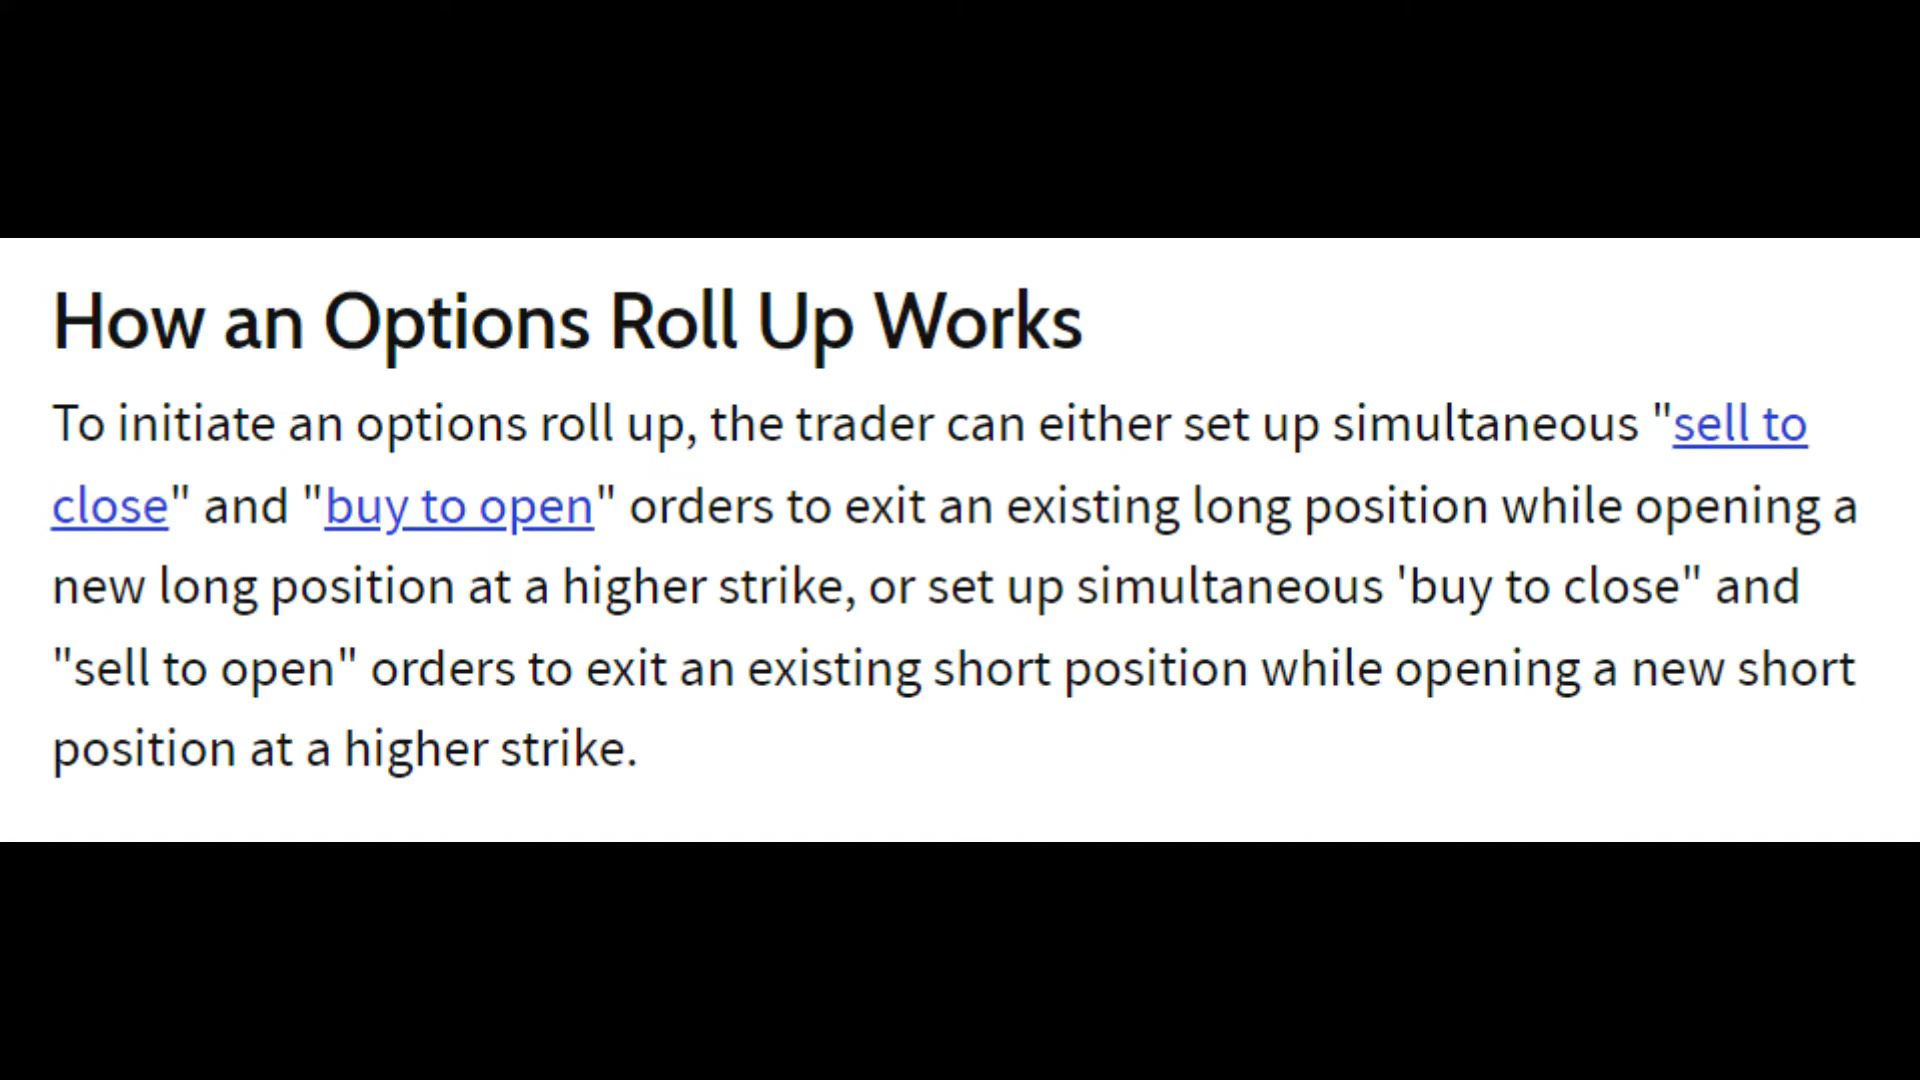 How an Options Roll Up Works
To initiate an options roll up, the trader can either set up simultaneous "sell to
close" and "buy to open" orders to exit an existing long position while opening a
new long position at a higher strike, or set up simultaneous 'buy to close" and
"sell to open" orders to exit an existing short position while opening a new short
position at a higher strike.